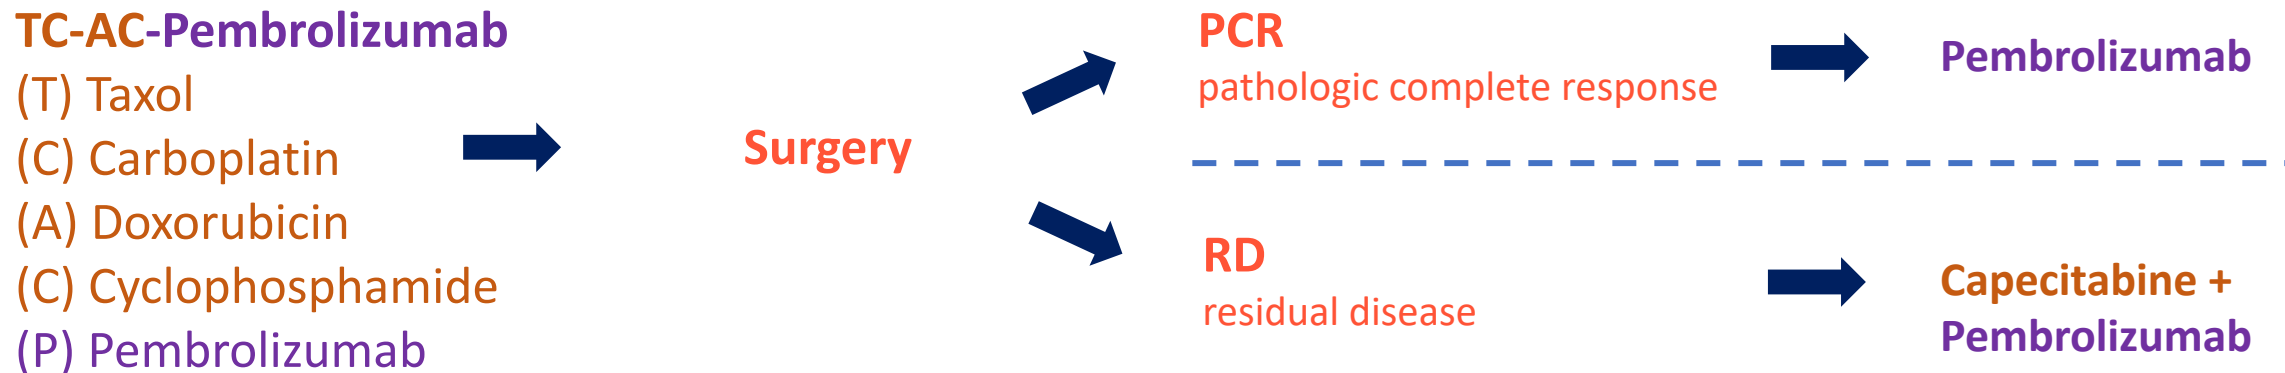 TC-AC-Pembrolizumab
(T) Taxol
(C) Carboplatin
(A) Doxorubicin
(C) Cyclophosphamide
(P) Pembrolizumab
Surgery
PCR
pathologic complete response
Pembrolizumab
RD
residual disease
Capecitabine +
Pembrolizumab